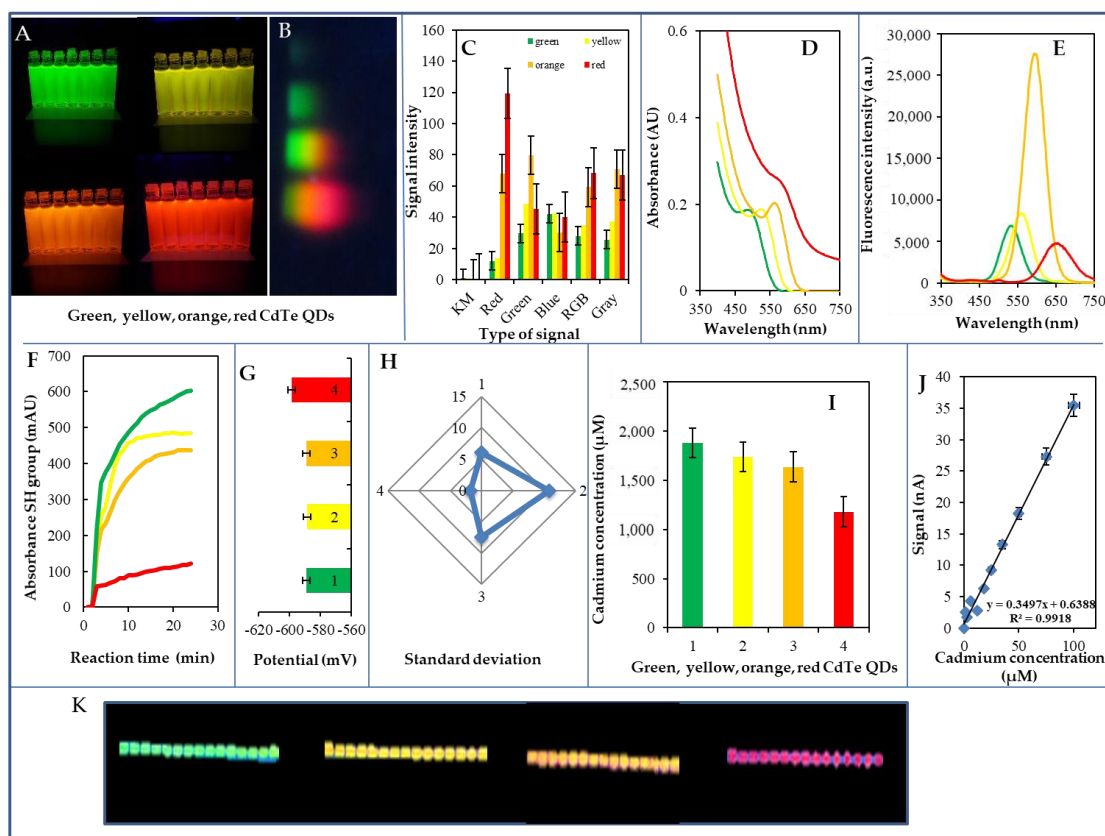 A
B
Green, yellow, orange, red CdTe QDs
C
green
yellow
orange
red
160
140
120
100
80
60
40
20
0
Signal intensity
KM
Red
Green
Blue
RGB
Gray
Type of signal
D
0.6
0.4
0.2
0
Absorbance (AU)
350 450 550 650 750
Wavelength (nm)
E
30,000
25,000
20,000
15,000
10,000
5,000
0
Fluorescence intensity (a.u.)
350 450 550 650 750
Wavelength (nm)
F
700
600
500
400
300
200
100
0
Absorbance SH group (mAU)
0 10 20 30
Reaction time (min)
G
4
3
2
1
-620
-600
-580
-560
Potential (mV)
H
1
15
10
5
0
2
3
4
Standard deviation
I
2,500
2,000
1,500
1,000
500
0
Cadmium concentration (µM)
1 2 3 4
Green, yellow, orange, red CdTe QDs
J
40
35
30
25
20
15
10
5
0
Signal (nA)
y = 0.3497x + 0.6388
R² = 0.9918
0 50 100
Cadmium concentration
(µM)
K